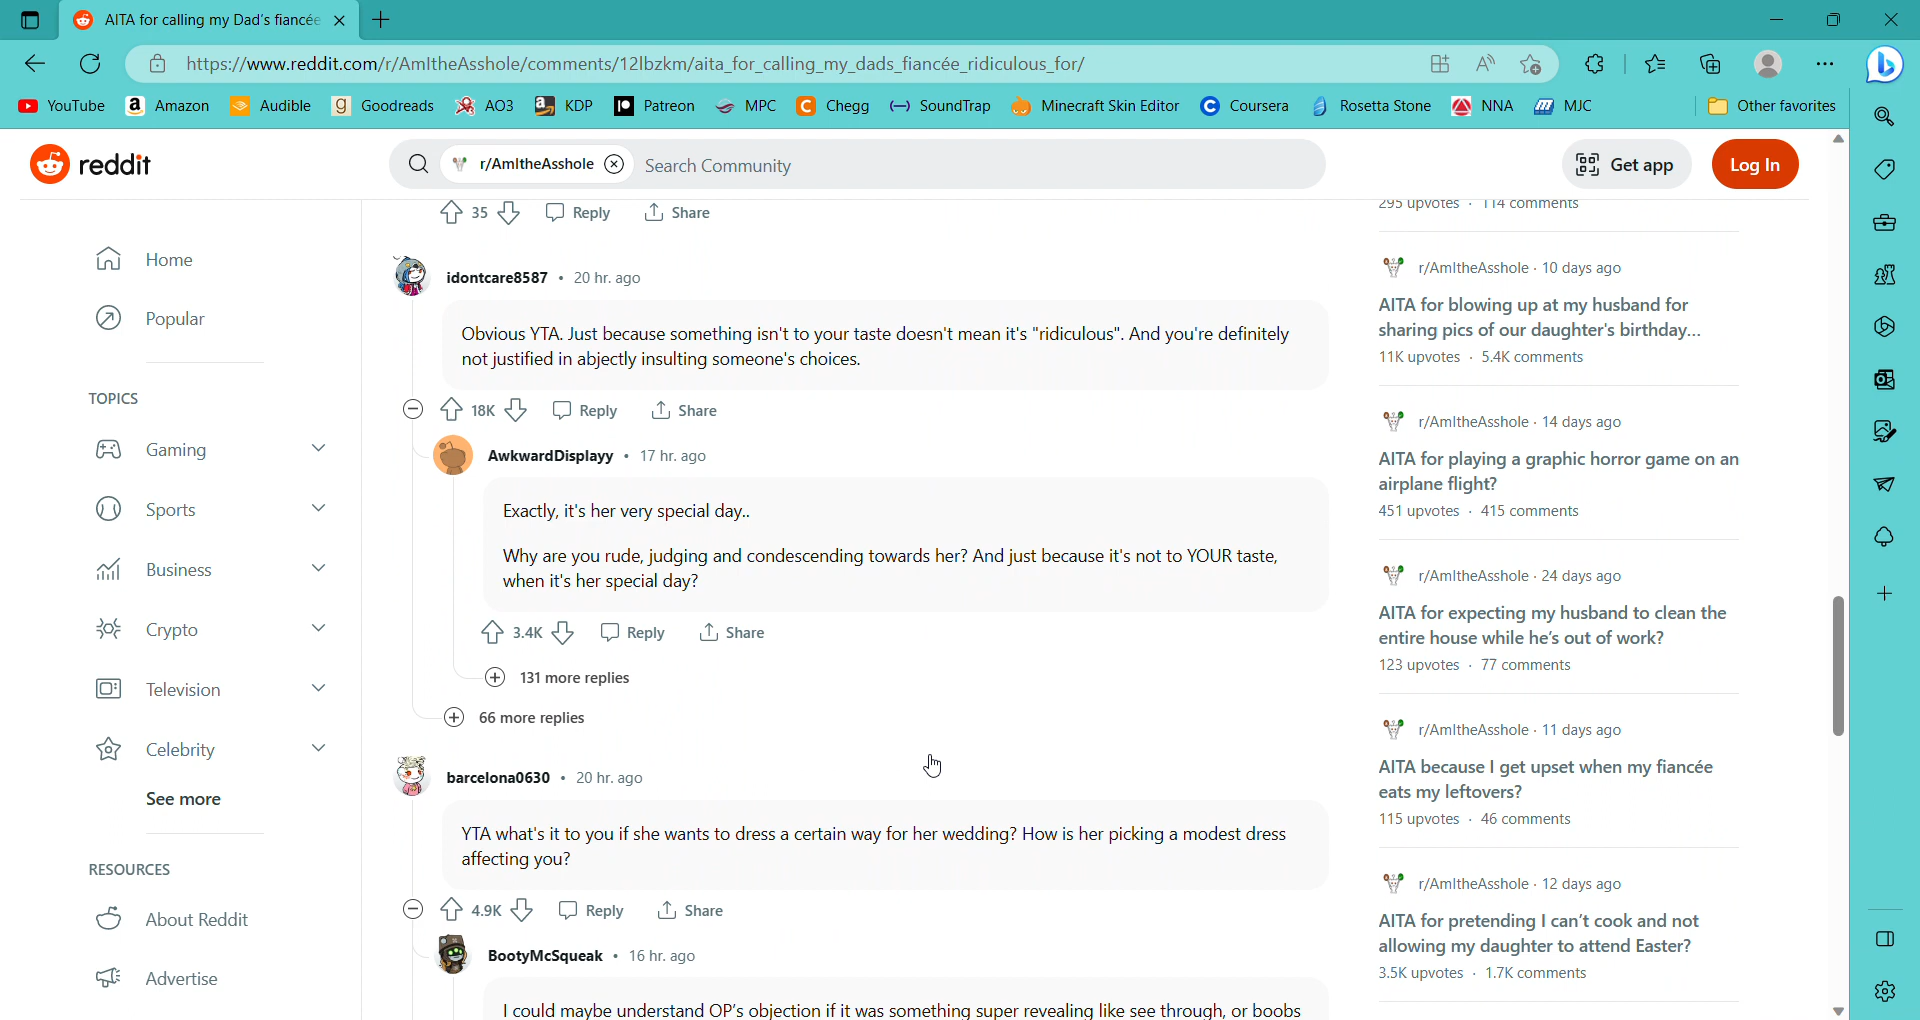 AITA for calling my Dad's fiancée
https://www.reddit.com/r/AmItheAsshole/comments/12lbzkm/aita_for_calling_my_dads_fiancée_ridiculous_for/
YouTube Amazon Audible Goodreads AO3 KDP Patreon MPC Chegg SoundTrap Minecraft Skin Editor Coursera Rosetta Stone NNA MJC Other favorites
reddit r/AmItheAsshole Search Community Get app Log In
Home
Popular
TOPICS
Gaming
Sports
Business
Crypto
Television
Celebrity
See more
RESOURCES
About Reddit
Advertise
35 Reply Share
idontcare8587 • 20 hr. ago
Obvious YTA. Just because something isn't to your taste doesn't mean it's "ridiculous". And you're definitely
not justified in abjectly insulting someone's choices.
18K Reply Share
AwkwardDisplayy • 17 hr. ago
Exactly, it's her very special day..
Why are you rude, judging and condescending towards her? And just because it's not to YOUR taste,
when it's her special day?
3.4K Reply Share
131 more replies
66 more replies
barcelona0630 • 20 hr. ago
YTA what's it to you if she wants to dress a certain way for her wedding? How is her picking a modest dress
affecting you?
4.9K Reply Share
BootyMcSqueak • 16 hr. ago
I could maybe understand OP's objection if it was something super revealing like see through, or boobs
295 upvotes · 114 comments
r/AmItheAsshole · 10 days ago
AITA for blowing up at my husband for
sharing pics of our daughter's birthday...
11K upvotes · 5.4K comments
r/AmItheAsshole · 14 days ago
AITA for playing a graphic horror game on an
airplane flight?
451 upvotes · 415 comments
r/AmItheAsshole · 24 days ago
AITA for expecting my husband to clean the
entire house while he's out of work?
123 upvotes · 77 comments
r/AmItheAsshole · 11 days ago
AITA because I get upset when my fiancée
eats my leftovers?
115 upvotes · 46 comments
r/AmItheAsshole · 12 days ago
AITA for pretending I can't cook and not
allowing my daughter to attend Easter?
3.5K upvotes · 1.7K comments